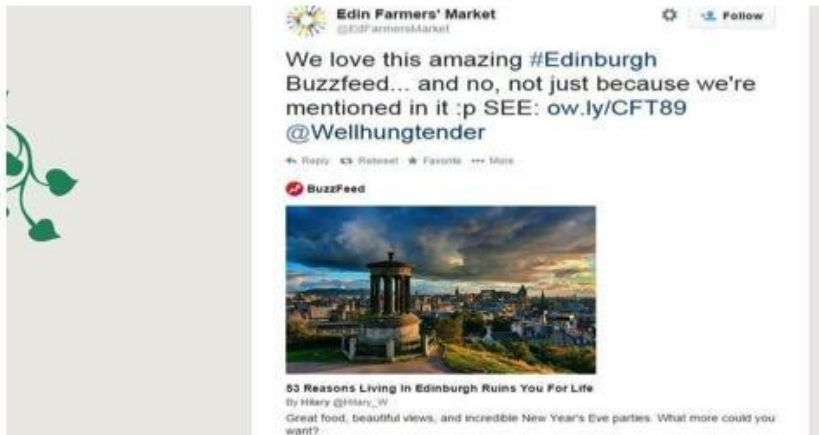 Edin Farmers' Market
@EdFarmersMarket
Follow
We love this amazing #Edinburgh
Buzzfeed... and no, not just because we're
mentioned in it :p SEE: ow.ly/CFT89
@Wellhungtender
Reply Retweet Favorite More
BuzzFeed
53 Reasons Living In Edinburgh Ruins You For Life
By Hilary @Hilary_W
Great food, beautiful views, and incredible New Year's Eve parties. What more could you
want?